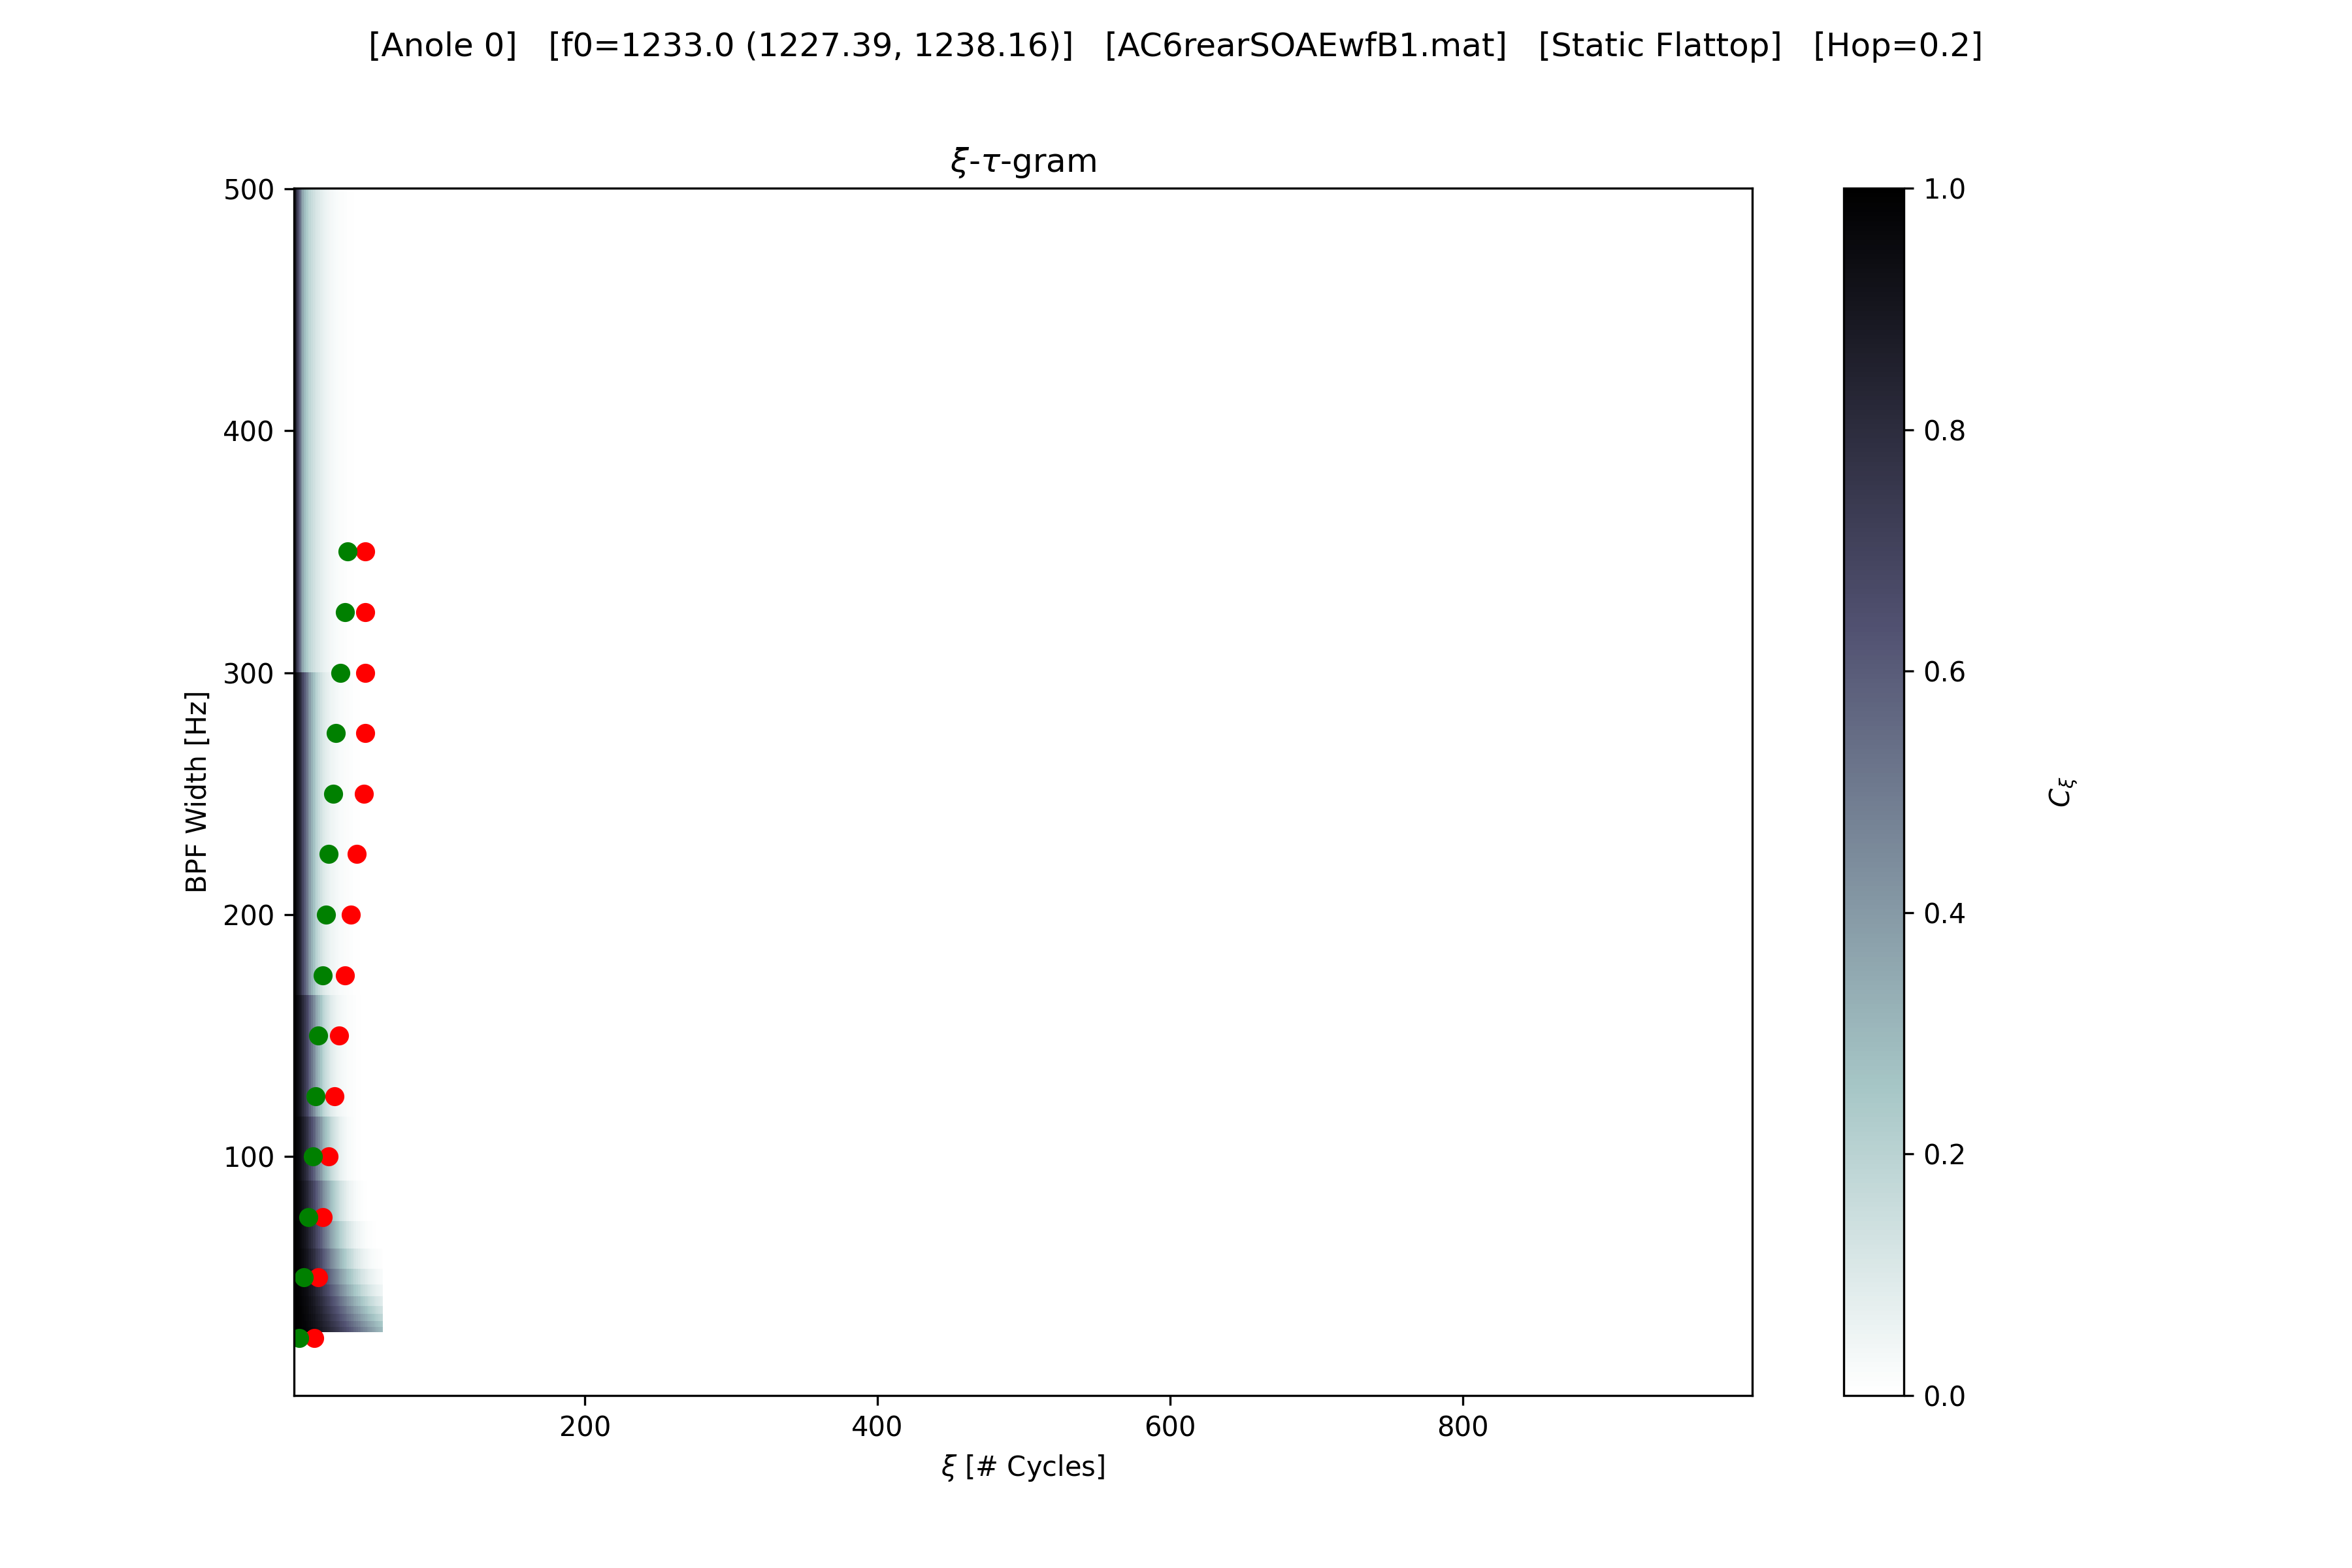 [Anole 0]   [f0=1233.0 (1227.39, 1238.16)]   [AC6rearSOAEwfB1.mat]   [Static Flattop]   [Hop=0.2]
ξ-τ-gram
500
400
300
200
100
BPF Width [Hz]
200 400 600 800
ξ [# Cycles]
1.0
0.8
0.6
0.4
0.2
0.0
C_ξ